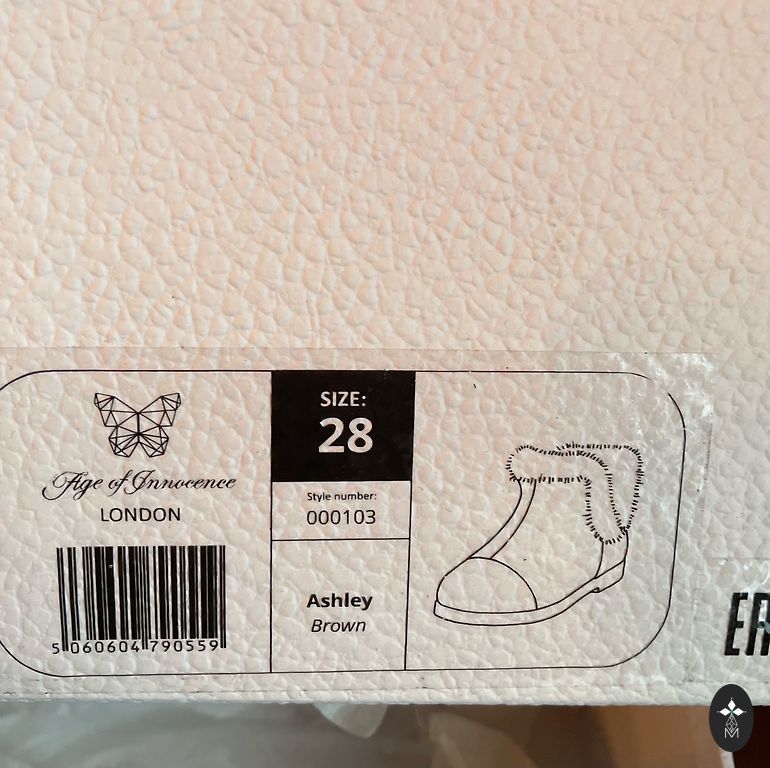 Age of Innocence
LONDON
5 060604 790559
SIZE:
28
Style number:
000103
Ashley
Brown